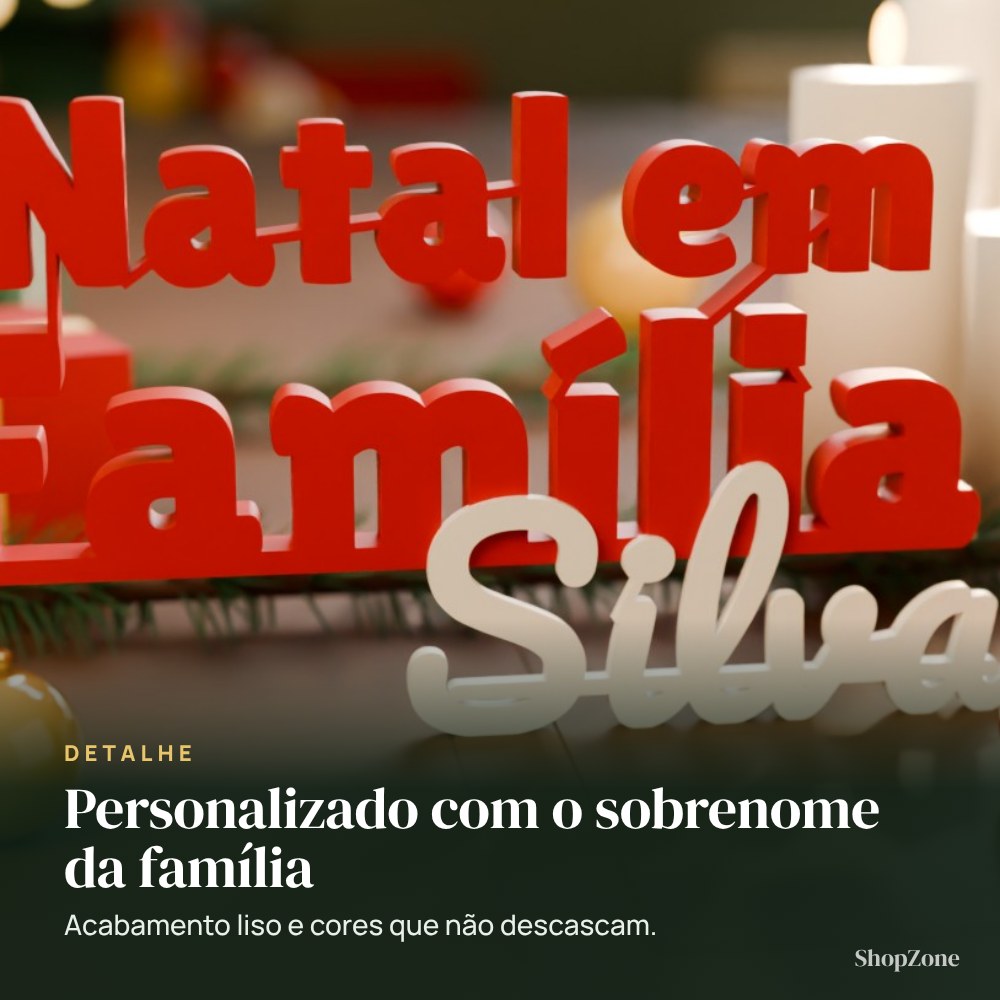 Natal em
Família
Silva
DETALHE
Personalizado com o sobrenome
da família
Acabamento liso e cores que não descascam.
ShopZone